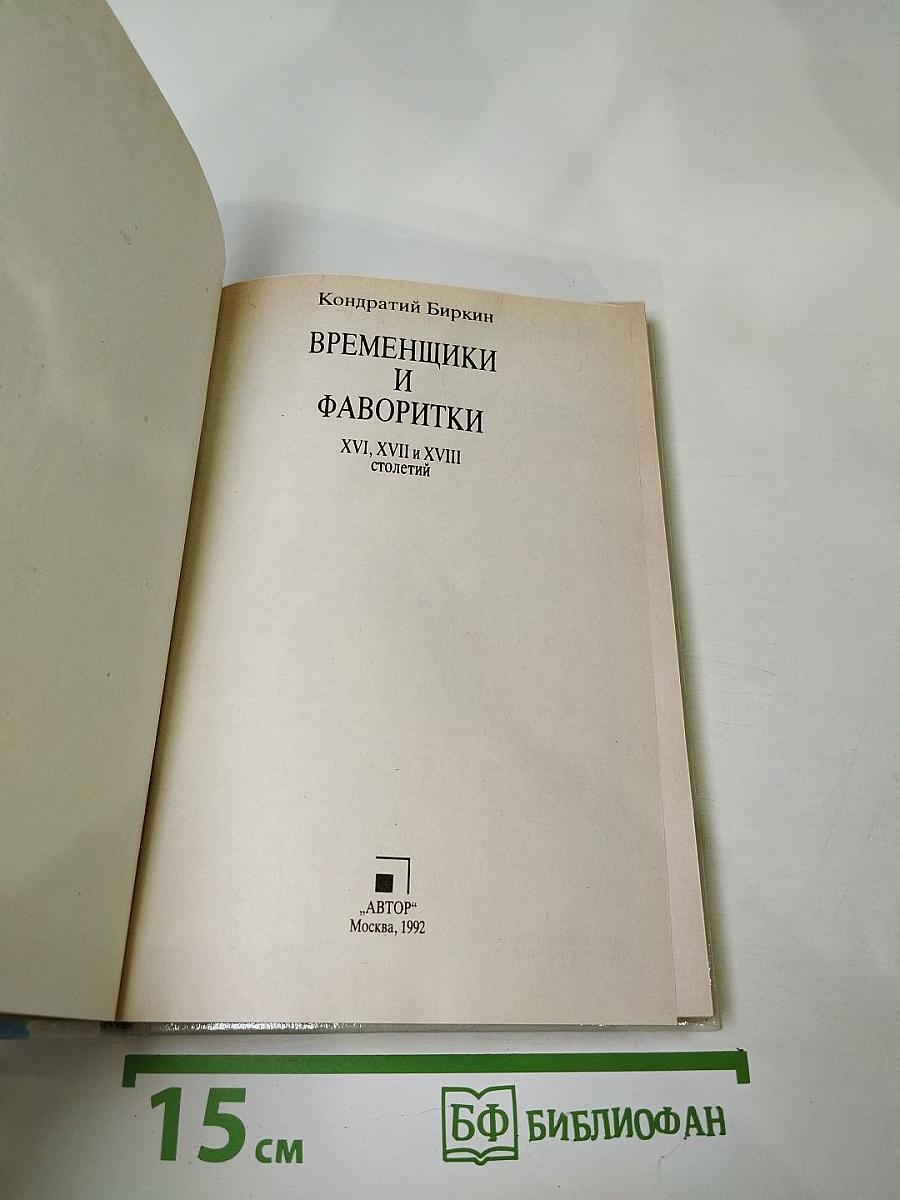 Кондратий Биркин
ВРЕМЕНЩИКИ
И
ФАВОРИТКИ
XVI, XVII и XVIII
столетий
„АВТОР“
Москва, 1992
15 см
БФ БИБЛИОФАН